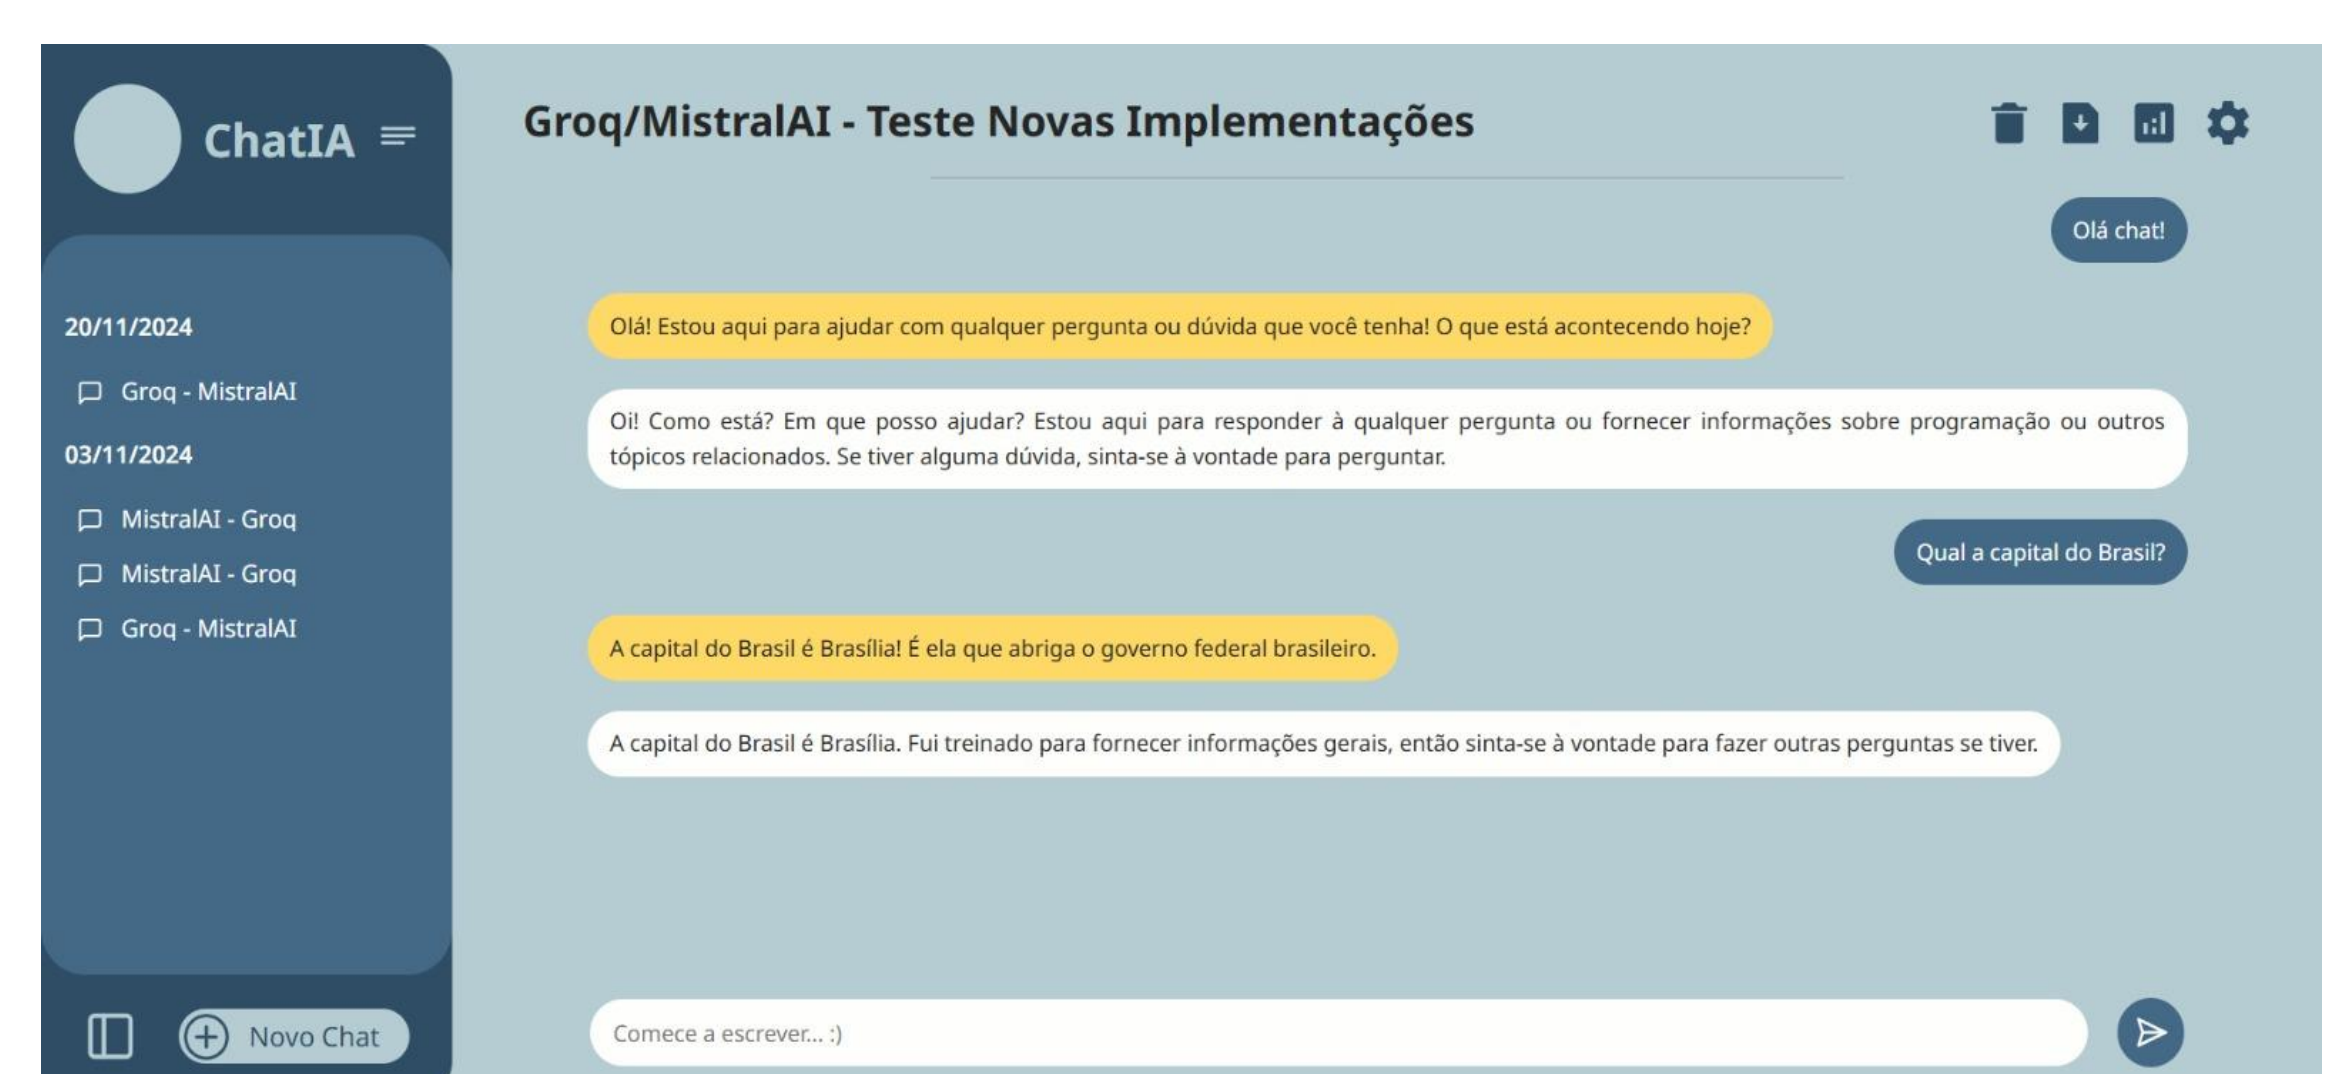 ChatIA
20/11/2024
Groq - MistralAI
03/11/2024
MistralAI - Groq
MistralAI - Groq
Groq - MistralAI
Novo Chat
Groq/MistralAI - Teste Novas Implementações
Olá chat!
Olá! Estou aqui para ajudar com qualquer pergunta ou dúvida que você tenha! O que está acontecendo hoje?
Oi! Como está? Em que posso ajudar? Estou aqui para responder à qualquer pergunta ou fornecer informações sobre programação ou outros
tópicos relacionados. Se tiver alguma dúvida, sinta-se à vontade para perguntar.
Qual a capital do Brasil?
A capital do Brasil é Brasília! É ela que abriga o governo federal brasileiro.
A capital do Brasil é Brasília. Fui treinado para fornecer informações gerais, então sinta-se à vontade para fazer outras perguntas se tiver.
Comece a escrever... :)